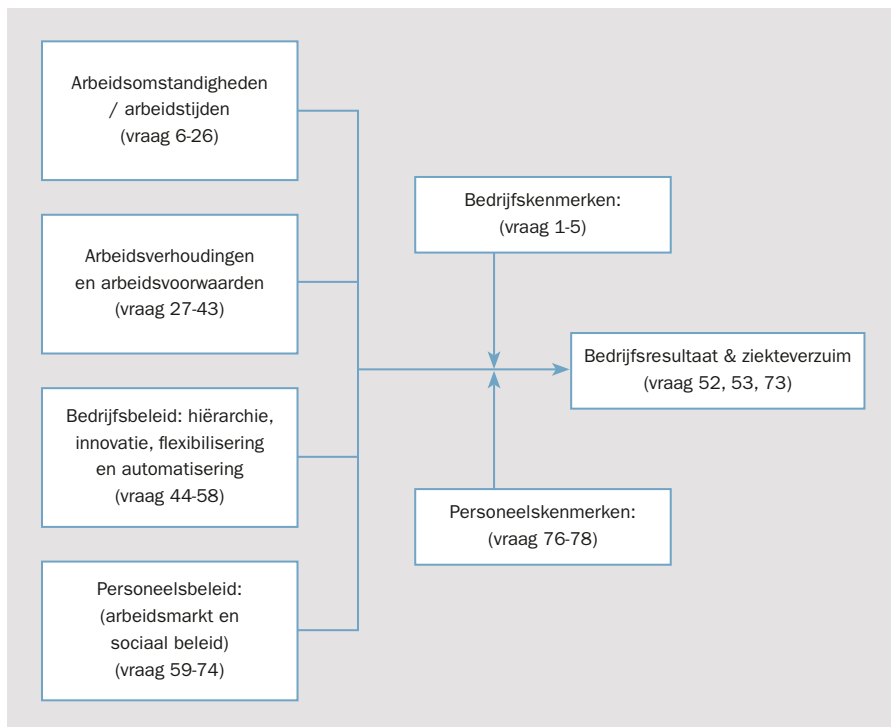 Arbeidsomstandigheden
/ arbeidstijden
(vraag 6-26)
Arbeidsverhoudingen
en arbeidsvoorwaarden
(vraag 27-43)
Bedrijfsbeleid: hiërarchie,
innovatie, flexibilisering
en automatisering
(vraag 44-58)
Personeelsbeleid:
(arbeidsmarkt en
sociaal beleid)
(vraag 59-74)
Bedrijfskenmerken:
(vraag 1-5)
Personeelskenmerken:
(vraag 76-78)
Bedrijfsresultaat & ziekteverzuim
(vraag 52, 53, 73)